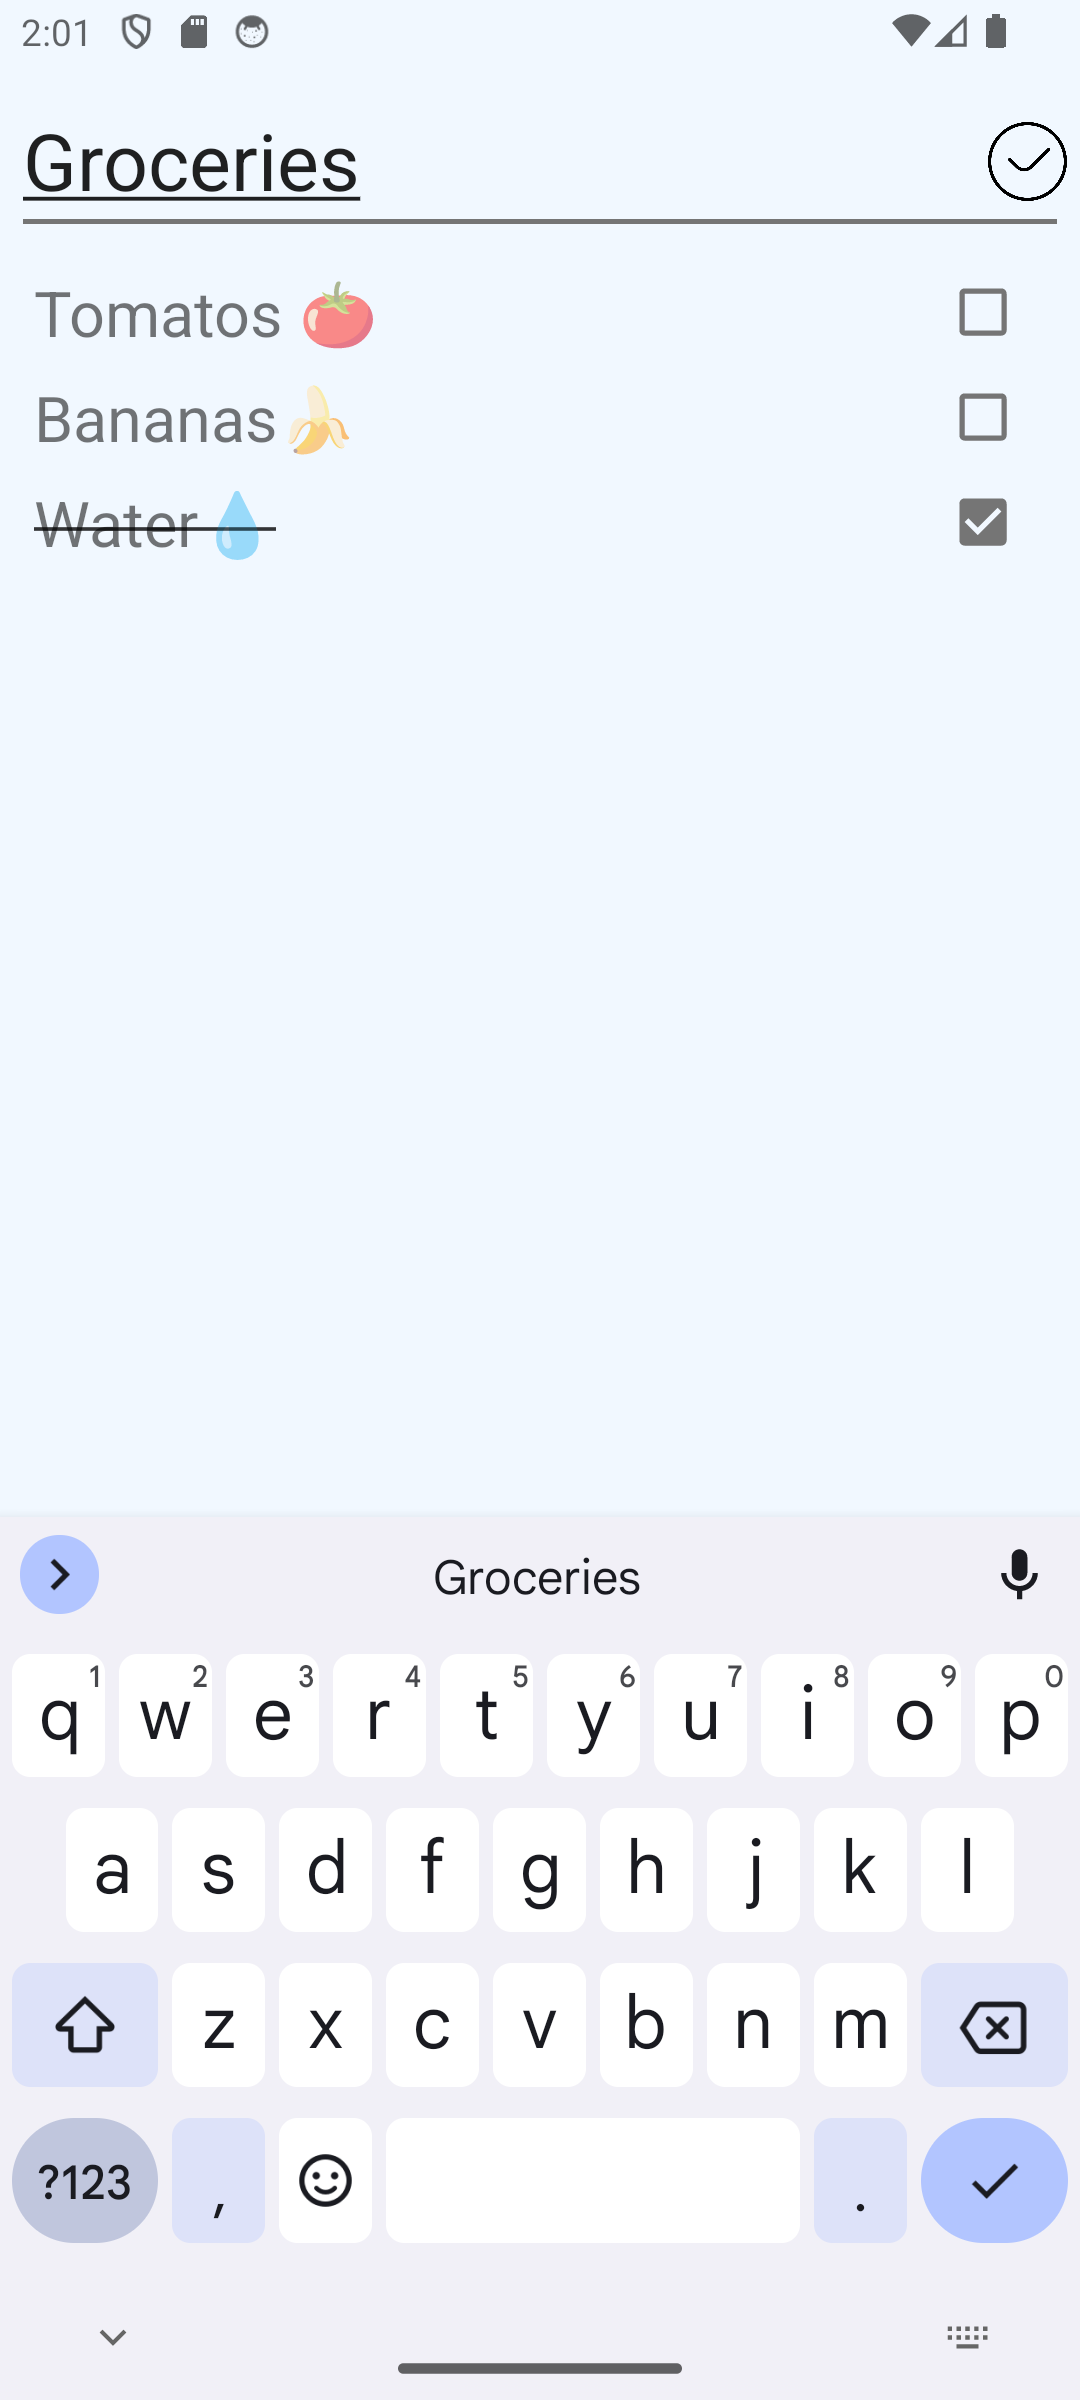 2:01
Groceries
Tomatos 🍅
Bananas🍌
Water💧
Groceries
q 1 w 2 e 3 r 4 t 5 y 6 u 7 i 8 o 9 p 0
a s d f g h j k l
z x c v b n m
?123 , .